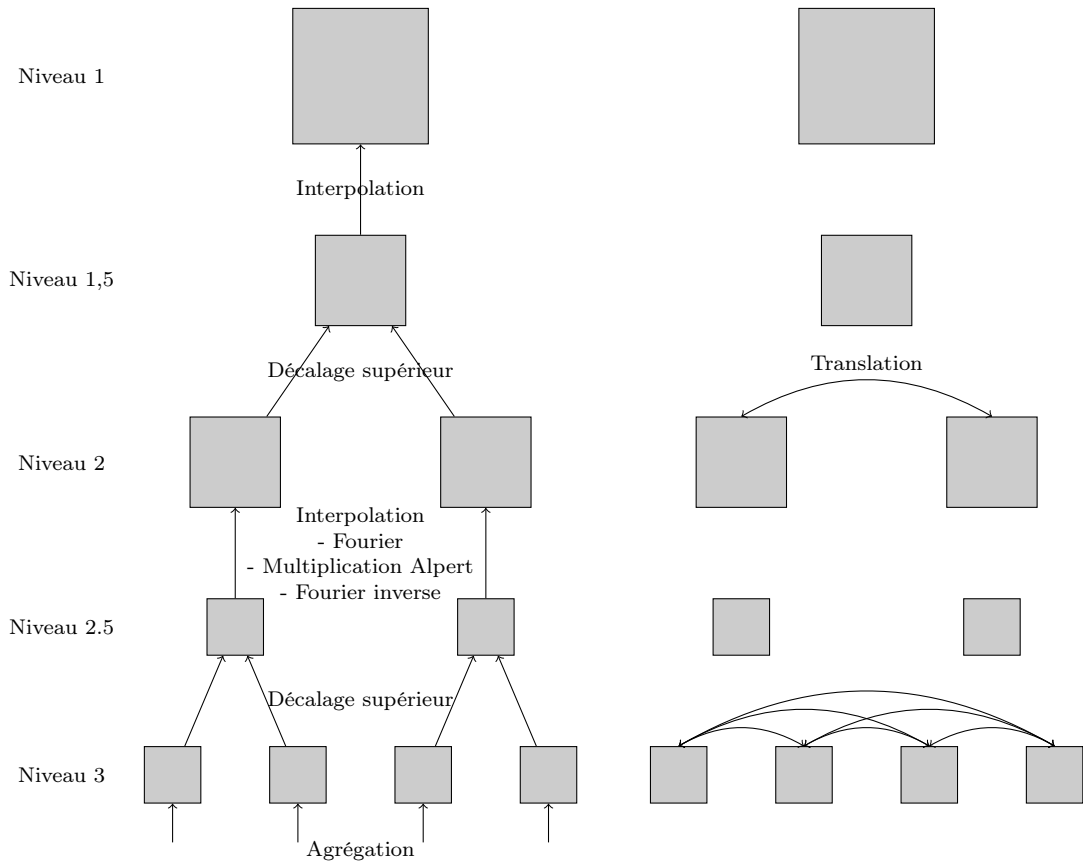 Niveau 1
Interpolation
Niveau 1,5
Décalage supérieur
Translation
Niveau 2
Interpolation
- Fourier
- Multiplication Alpert
- Fourier inverse
Niveau 2.5
Décalage supérieur
Niveau 3
Agrégation